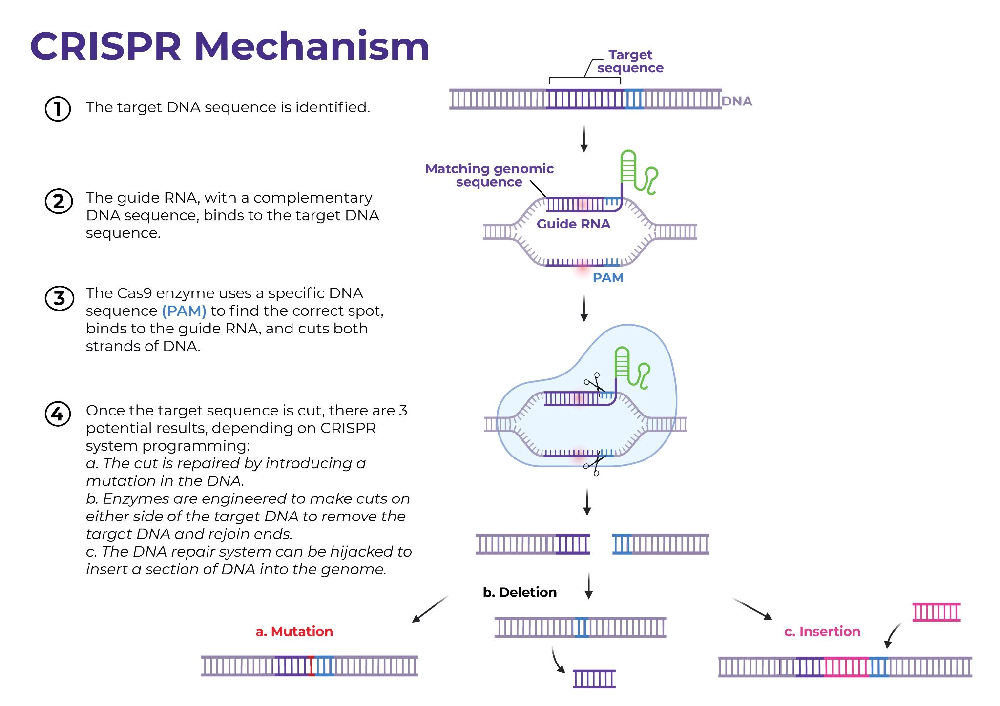 CRISPR Mechanism
1
The target DNA sequence is identified.
2
The guide RNA, with a complementary
DNA sequence, binds to the target DNA
sequence.
3
The Cas9 enzyme uses a specific DNA
sequence (PAM) to find the correct spot,
binds to the guide RNA, and cuts both
strands of DNA.
4
Once the target sequence is cut, there are 3
potential results, depending on CRISPR
system programming:
a. The cut is repaired by introducing a
mutation in the DNA.
b. Enzymes are engineered to make cuts on
either side of the target DNA to remove the
target DNA and rejoin ends.
c. The DNA repair system can be hijacked to
insert a section of DNA into the genome.
Target
sequence
DNA
Matching genomic
sequence
Guide RNA
PAM
a. Mutation
b. Deletion
c. Insertion